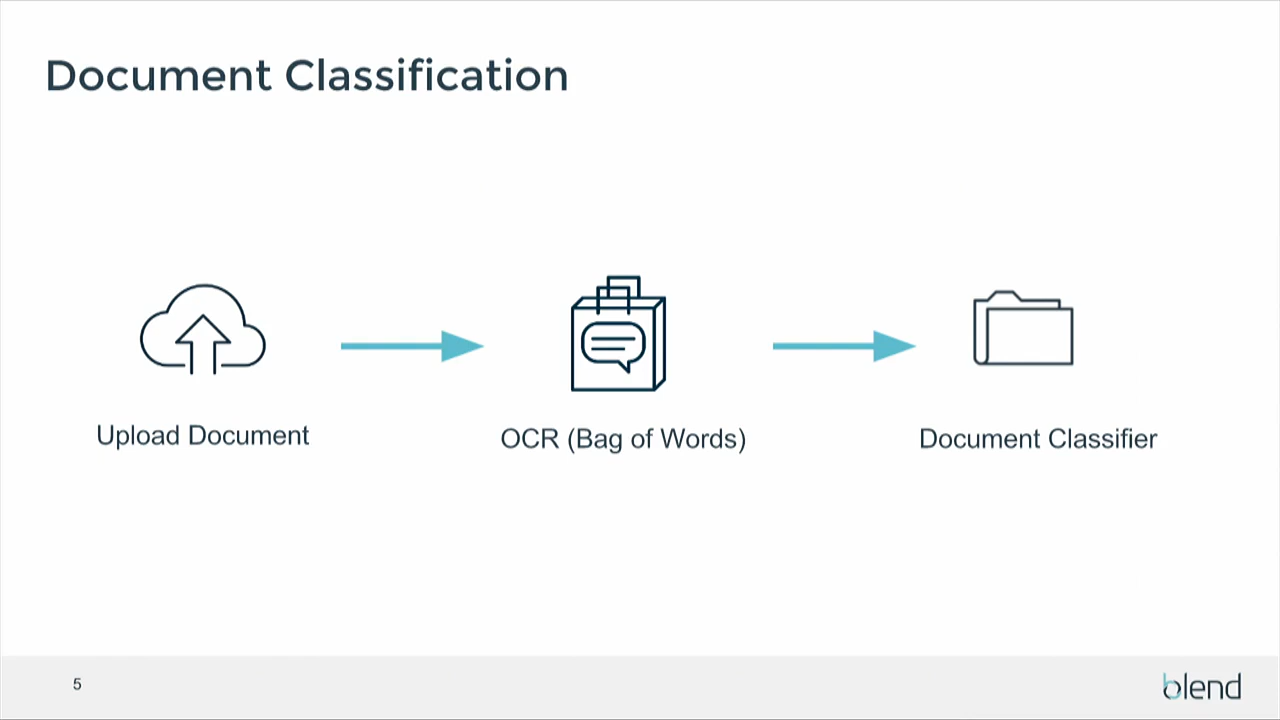 Document Classification
Upload Document
OCR (Bag of Words)
Document Classifier
5
blend